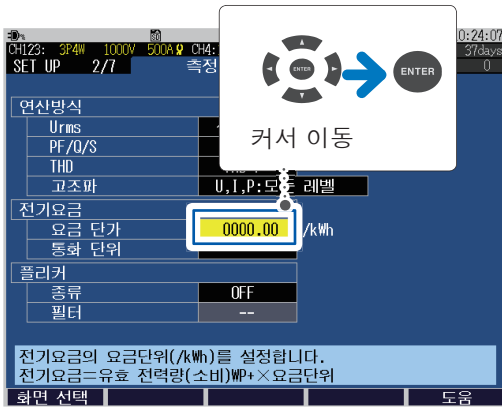 CH123: 3P4W 1000V 500A CH4:
0:24:07
37days
SET UP 2/7 측정
0
ENTER
ENTER
커서 이동
연산방식
Urms
PF/Q/S
THD
고조파 U,I,P:모든 레벨
전기요금
요금 단가 0000.00 /kWh
통화 단위
플리커
종류 OFF
필터 --
전기요금의 요금단위(/kWh)를 설정합니다.
전기요금=유효 전력량(소비)WP+×요금단위
화면 선택 도움